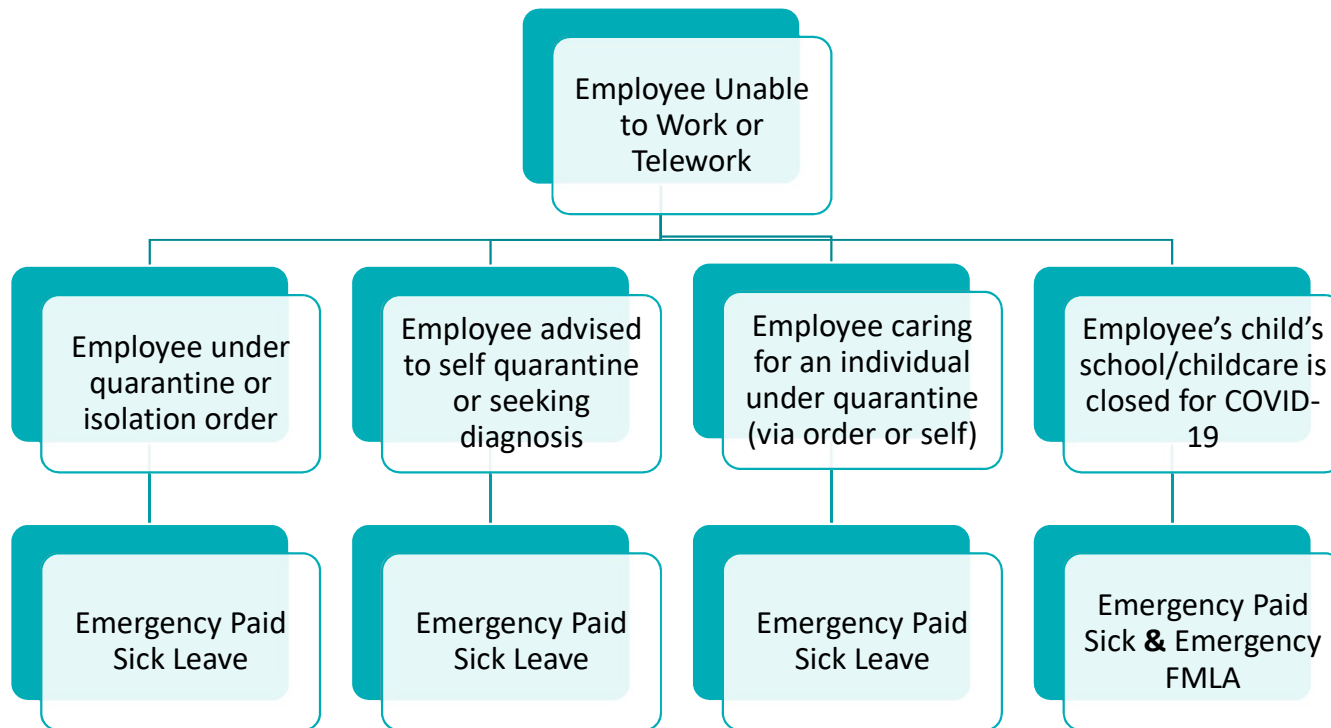 Employee Unable
to Work or
Telework
Employee under
quarantine or
isolation order
Employee advised
to self quarantine
or seeking
diagnosis
Employee caring
for an individual
under quarantine
(via order or self)
Employee’s child’s
school/childcare is
closed for COVID-
19
Emergency Paid
Sick Leave
Emergency Paid
Sick Leave
Emergency Paid
Sick Leave
Emergency Paid
Sick & Emergency
FMLA